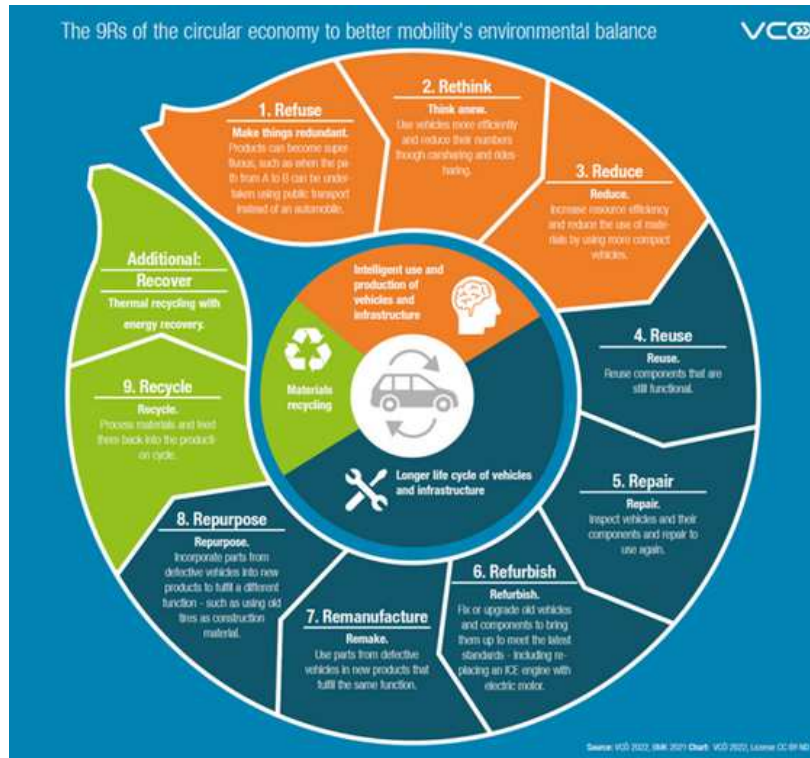 The 9Rs of the circular economy to better mobility's environmental balance
VCÖ
1. Refuse
Make things redundant.
Products can become super-
fluous, such as when the pa-
th from A to B can be under-
taken using public transport
instead of an automobile.
2. Rethink
Think anew.
Use vehicles more efficiently
and reduce their numbers
though carsharing and rides-
haring.
3. Reduce
Reduce.
Increase resource efficiency
and reduce the use of mate-
rials by using more compact
vehicles.
4. Reuse
Reuse.
Reuse components that are
still functional.
5. Repair
Repair.
Inspect vehicles and their
components and repair to
use again.
6. Refurbish
Refurbish.
Fix or upgrade old vehicles
and components to bring
them up to meet the latest
standards - including re-
placing an ICE engine with
electric motor.
7. Remanufacture
Remake.
Use parts from defective
vehicles in new products that
fulfil the same function.
8. Repurpose
Repurpose.
Incorporate parts from
defective vehicles into new
products to fulfil a different
function - such as using old
tires as construction
material.
9. Recycle
Recycle.
Process materials and feed
them back into the producti-
on cycle.
Additional:
Recover
Thermal recycling with
energy recovery.
Intelligent use and
production of
vehicles and
infrastructure
Materials
recycling
Longer life cycle of vehicles
and infrastructure
Source: VCÖ 2022, BMK 2021 Chart: VCÖ 2022, License CC BY ND